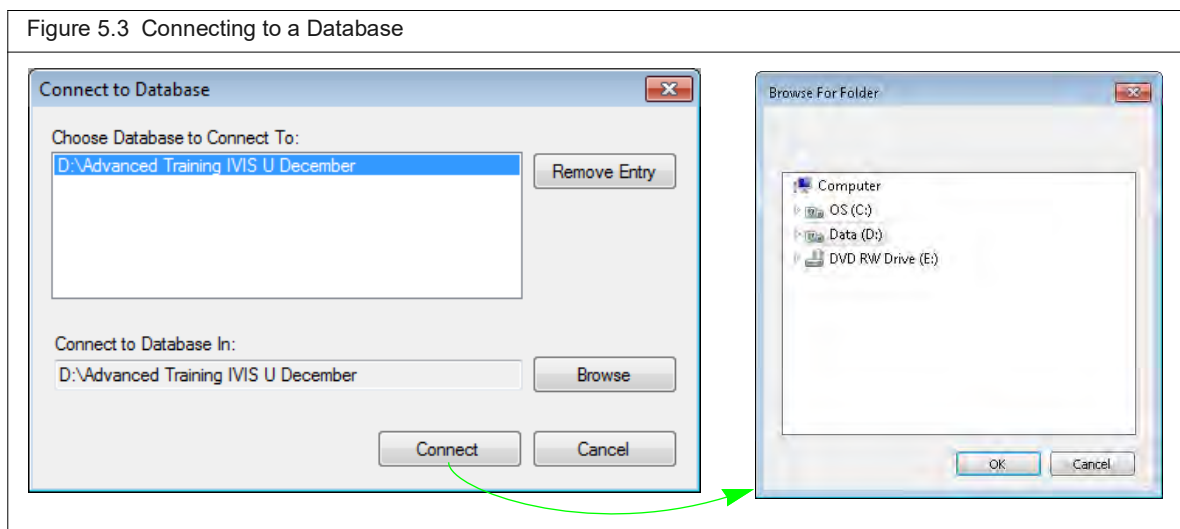 Figure 5.3 Connecting to a Database
Connect to Database
Choose Database to Connect To:
D:\Advanced Training IVIS U December
Remove Entry
Connect to Database In:
D:\Advanced Training IVIS U December
Browse
Connect
Cancel
Browse For Folder
Computer
OS (C:)
Data (D:)
DVD RW Drive (E:)
OK
Cancel